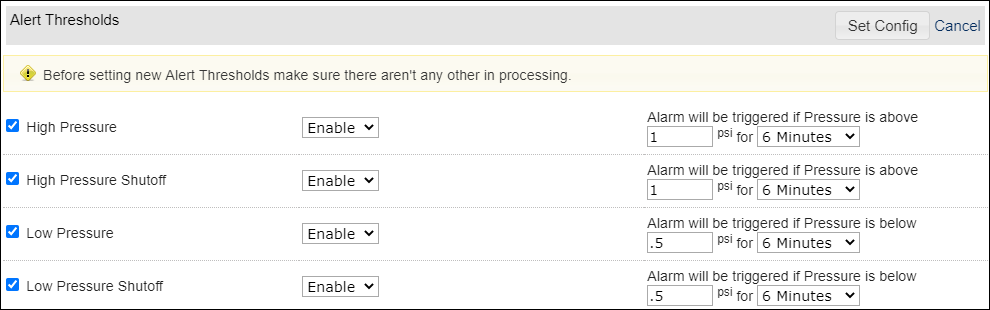 Alert Thresholds Set Config Cancel
Before setting new Alert Thresholds make sure there aren't any other in processing.
Alarm will be triggered if Pressure is above
High Pressure Enable 1 psi for 6 Minutes
Alarm will be triggered if Pressure is above
High Pressure Shutoff Enable 1 psi for 6 Minutes
Alarm will be triggered if Pressure is below
Low Pressure Enable .5 psi for 6 Minutes
Alarm will be triggered if Pressure is below
Low Pressure Shutoff Enable .5 psi for 6 Minutes